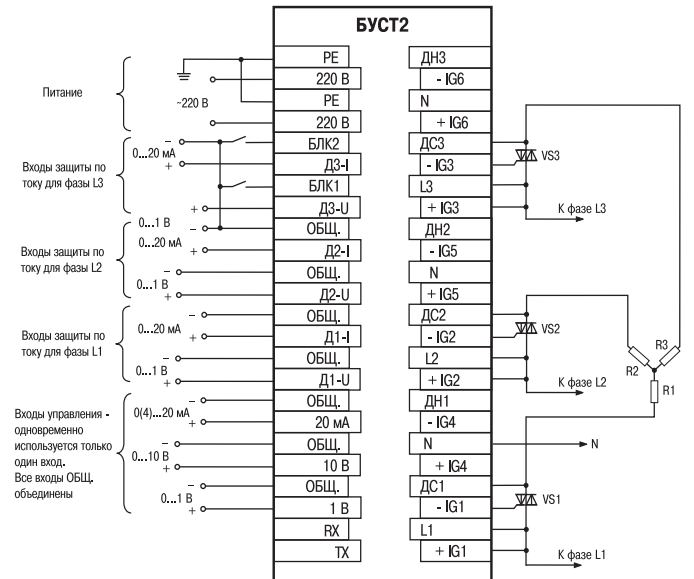 БУСТ2
Питание
~220 В
Входы защиты по
току для фазы L3
0...20 мА
−
+
+
Входы защиты по
току для фазы L2
0...1 В
−
0...20 мА
+
−
0...1 В
+
Входы защиты по
току для фазы L1
−
0...20 мА
+
−
0...1 В
+
Входы управления -
одновременно
используется только
один вход.
Все входы ОБЩ.
объединены
−
0(4)...20 мА
+
−
0...10 В
+
−
0...1 В
+
PE
220 В
PE
220 В
БЛК2
Д3-I
БЛК1
Д3-U
ОБЩ.
Д2-I
ОБЩ.
Д2-U
ОБЩ.
Д1-I
ОБЩ.
Д1-U
ОБЩ.
20 мА
ОБЩ.
10 В
ОБЩ.
1 В
RX
TX
ДН3
- IG6
N
+ IG6
ДС3
- IG3
L3
+ IG3
ДН2
- IG5
N
+ IG5
ДС2
- IG2
L2
+ IG2
ДН1
- IG4
N
+ IG4
ДС1
- IG1
L1
+ IG1
VS3
К фазе L3
VS2
К фазе L2
R2
R3
R1
N
VS1
К фазе L1